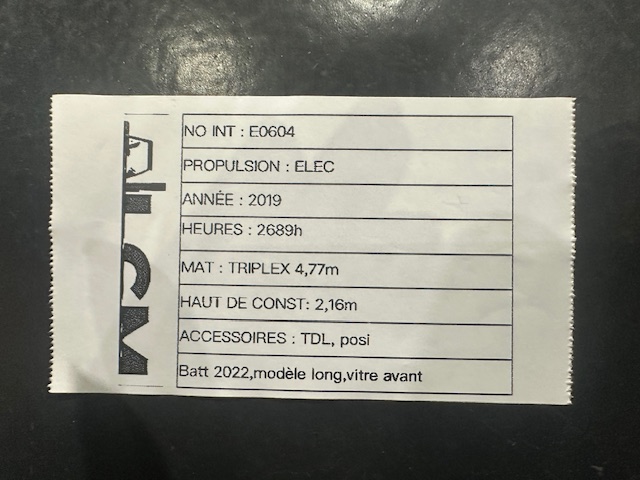 NO INT : E0604
PROPULSION : ELEC
ANNÉE : 2019
HEURES : 2689h
MAT : TRIPLEX 4,77m
HAUT DE CONST: 2,16m
ACCESSOIRES : TDL, posi
Batt 2022,modèle long,vitre avant